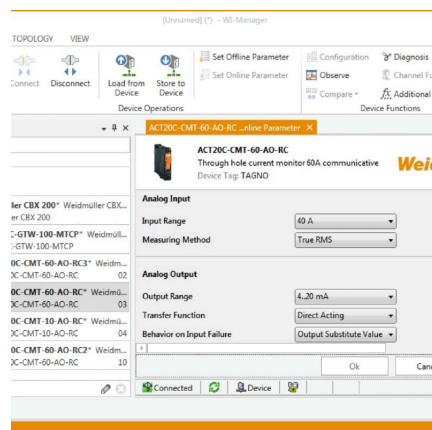 [Unnamed] (*) - WI-Manager
TOPOLOGY VIEW
Connect
Disconnect
Load from Device
Store to Device
Set Offline Parameter
Set Online Parameter
Device Operations
Configuration
Observe
Compare
Diagnosis
Channel Fu
Additional
Device Functions
ACT20C-CMT-60-AO-RC ...nline Parameter ×
ACT20C-CMT-60-AO-RC
Through hole current monitor 60A communicative
Device Tag: TAGNO
Wei
ller CBX 200* Weidmüller CBX...
er CBX 200
C-GTW-100-MTCP* Weidmüll...
C-GTW-100-MTCP
0C-CMT-60-AO-RC3* Weidm...
0C-CMT-60-AO-RC 02
0C-CMT-60-AO-RC* Weidmü...
0C-CMT-60-AO-RC 03
0C-CMT-10-AO-RC* Weidmü...
0C-CMT-10-AO-RC 04
0C-CMT-60-AO-RC2* Weidm...
0C-CMT-60-AO-RC 10
Analog Input
Input Range 40 A
Measuring Method True RMS
Analog Output
Output Range 4..20 mA
Transfer Function Direct Acting
Behavior on Input Failure Output Substitute Value
Ok Canc
Connected Device